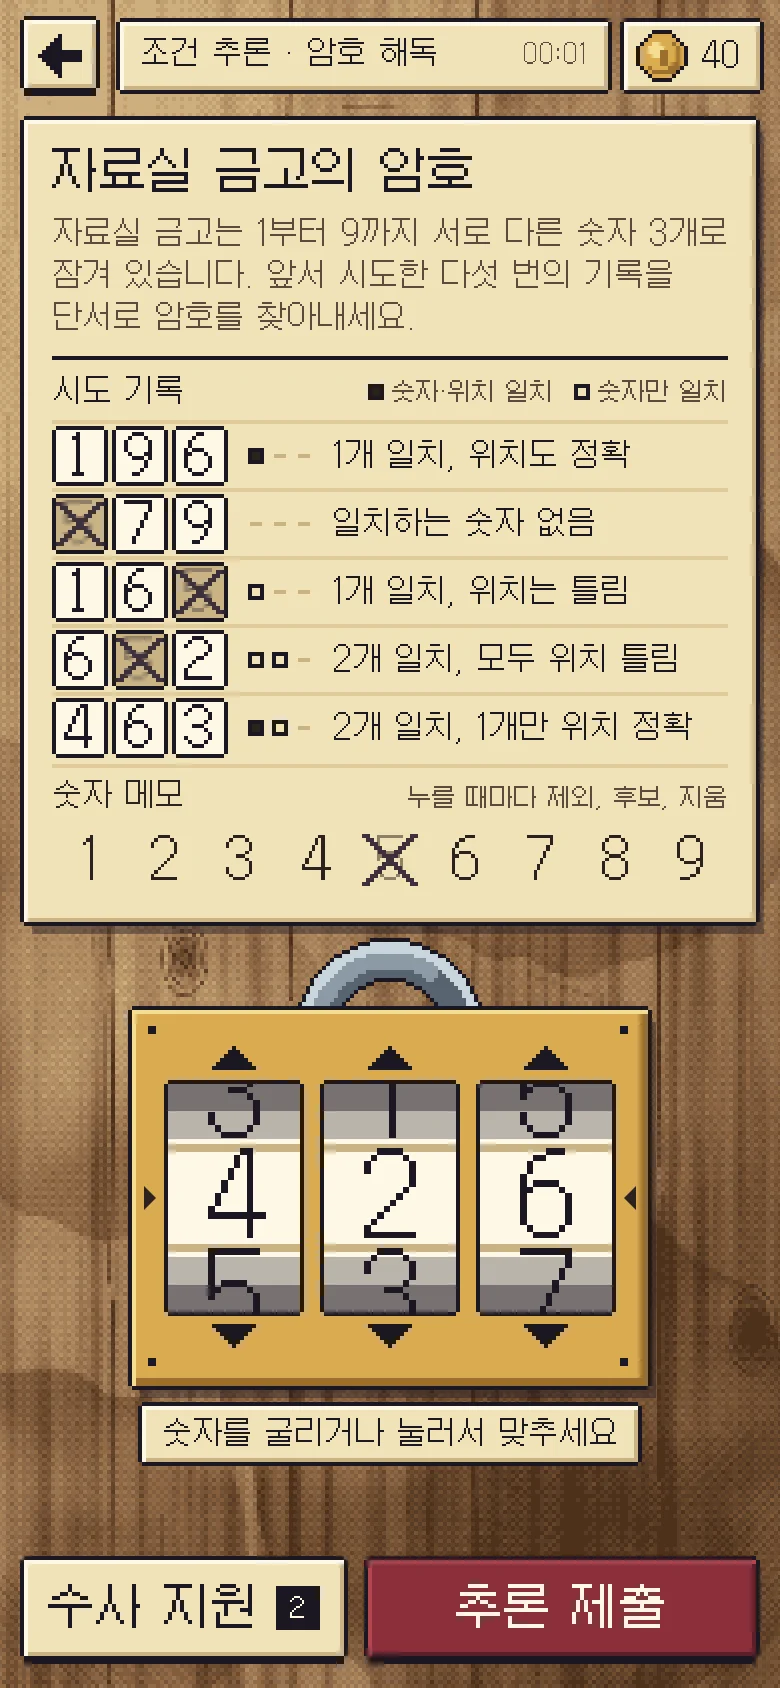 조건 추론 · 암호 해독 00:01 40
자료실 금고의 암호
자료실 금고는 1부터 9까지 서로 다른 숫자 3개로
잠겨 있습니다. 앞서 시도한 다섯 번의 기록을
단서로 암호를 찾아내세요.
시도 기록 ■ 숫자·위치 일치 □ 숫자만 일치
1 9 6 ■ - - 1개 일치, 위치도 정확
7 9 - - - 일치하는 숫자 없음
1 6 □ - - 1개 일치, 위치는 틀림
6 2 □ □ - 2개 일치, 모두 위치 틀림
4 6 3 ■ □ - 2개 일치, 1개만 위치 정확
숫자 메모 누를 때마다 제외, 후보, 지움
1 2 3 4 6 7 8 9
3 1 5
4 2 6
5 3 7
숫자를 굴리거나 눌러서 맞추세요
수사 지원 2 추론 제출